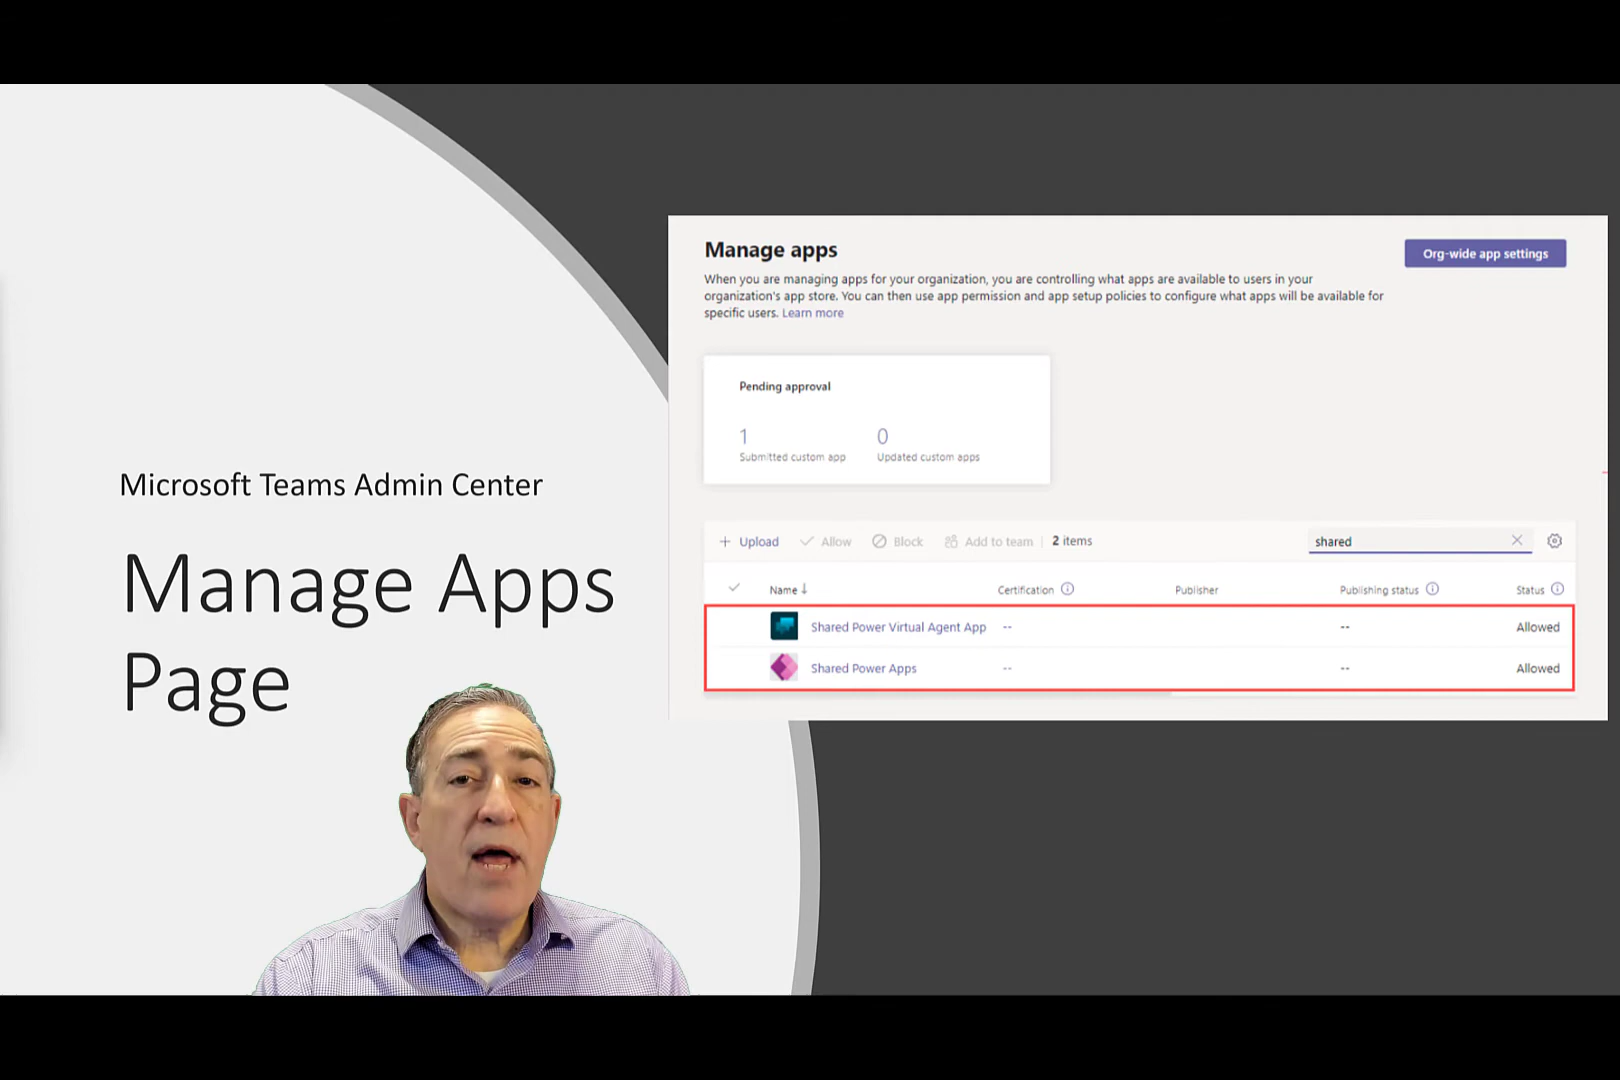 Microsoft Teams Admin Center
Manage Apps
Page
Manage apps
Org-wide app settings
When you are managing apps for your organization, you are controlling what apps are available to users in your
organization's app store. You can then use app permission and app setup policies to configure what apps will be available for
specific users. Learn more
Pending approval
1 0
Submitted custom app Updated custom apps
+ Upload Allow Block Add to team | 2 items shared
Name ↓ Certification Publisher Publishing status Status
Shared Power Virtual Agent App -- -- Allowed
Shared Power Apps -- -- Allowed